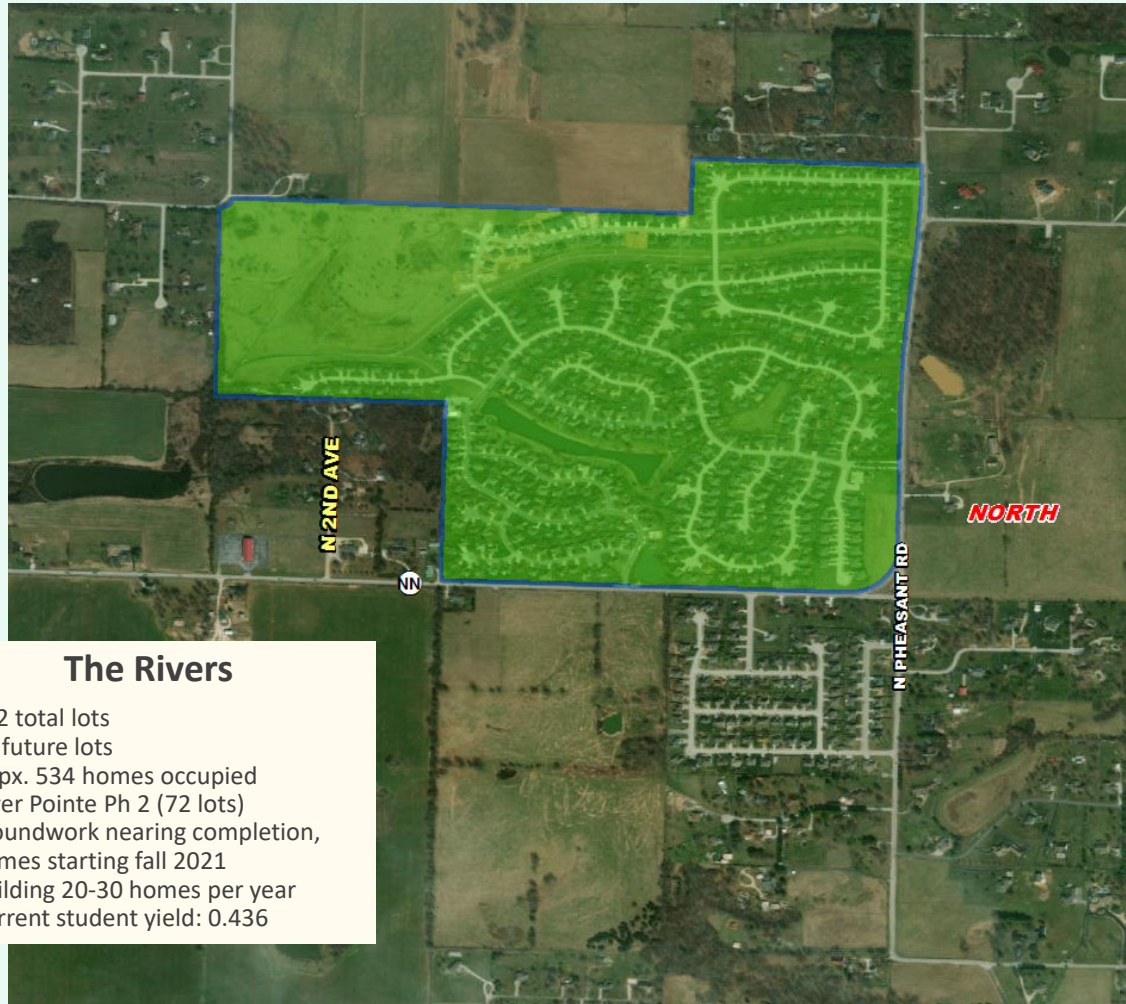 N 2ND AVE
NORTH
NN
N PHEASANT RD
The Rivers
2 total lots
future lots
px. 534 homes occupied
er Pointe Ph 2 (72 lots)
oundwork nearing completion,
mes starting fall 2021
ilding 20-30 homes per year
rrent student yield: 0.436